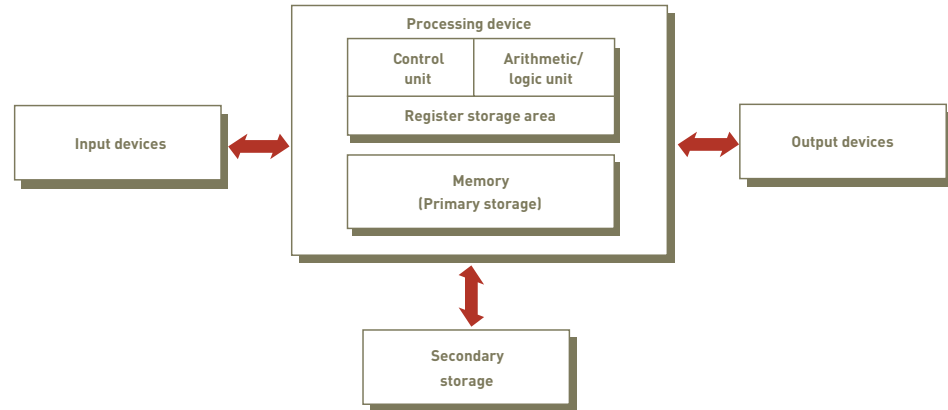 Processing device
Control
unit
Arithmetic/
logic unit
Register storage area
Input devices
Output devices
Memory
(Primary storage)
Secondary
storage